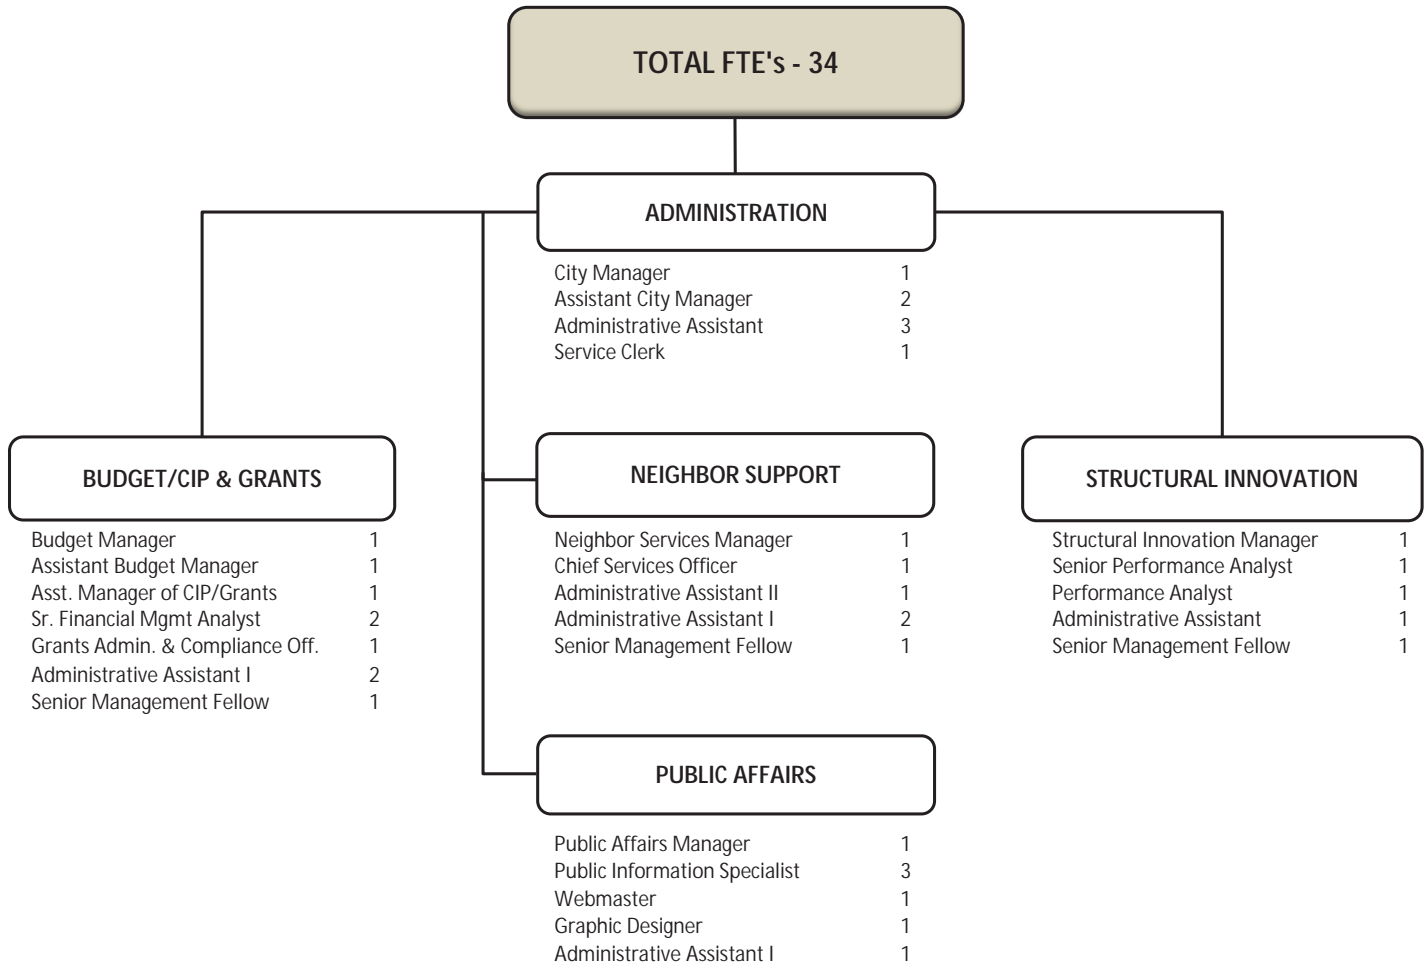 TOTAL FTE's - 34
ADMINISTRATION
City Manager 1
Assistant City Manager 2
Administrative Assistant 3
Service Clerk 1
BUDGET/CIP & GRANTS
Budget Manager 1
Assistant Budget Manager 1
Asst. Manager of CIP/Grants 1
Sr. Financial Mgmt Analyst 2
Grants Admin. & Compliance Off. 1
Administrative Assistant I 2
Senior Management Fellow 1
NEIGHBOR SUPPORT
Neighbor Services Manager 1
Chief Services Officer 1
Administrative Assistant II 1
Administrative Assistant I 2
Senior Management Fellow 1
STRUCTURAL INNOVATION
Structural Innovation Manager 1
Senior Performance Analyst 1
Performance Analyst 1
Administrative Assistant 1
Senior Management Fellow 1
PUBLIC AFFAIRS
Public Affairs Manager 1
Public Information Specialist 3
Webmaster 1
Graphic Designer 1
Administrative Assistant I 1